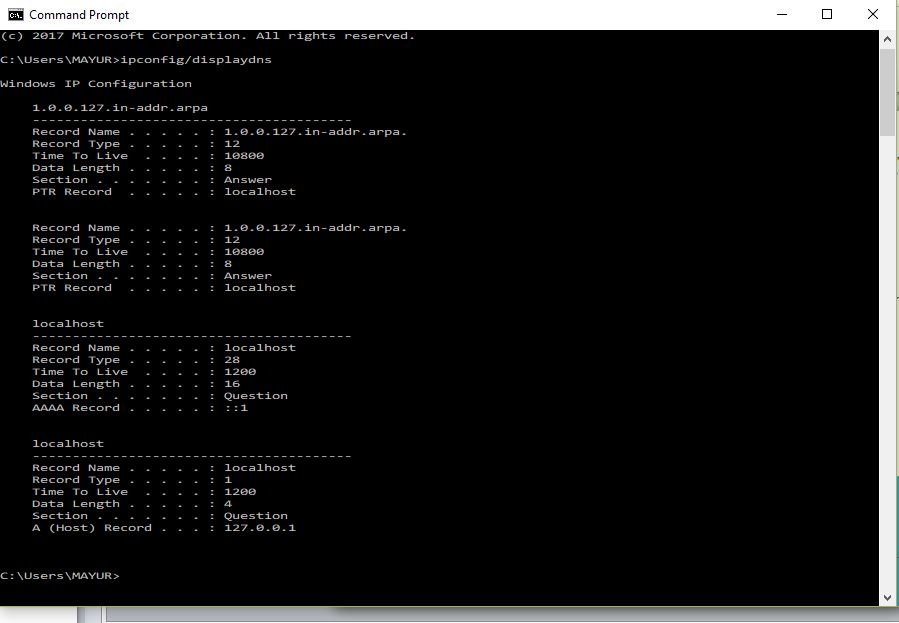 Command Prompt
(c) 2017 Microsoft Corporation. All rights reserved.
C:\Users\MAYUR>ipconfig/displaydns
Windows IP Configuration
    1.0.0.127.in-addr.arpa
    ----------------------------------------
    Record Name . . . . . : 1.0.0.127.in-addr.arpa.
    Record Type . . . . . : 12
    Time To Live  . . . . : 10800
    Data Length . . . . . : 8
    Section . . . . . . . : Answer
    PTR Record  . . . . . : localhost
    Record Name . . . . . : 1.0.0.127.in-addr.arpa.
    Record Type . . . . . : 12
    Time To Live  . . . . : 10800
    Data Length . . . . . : 8
    Section . . . . . . . : Answer
    PTR Record  . . . . . : localhost
    localhost
    ----------------------------------------
    Record Name . . . . . : localhost
    Record Type . . . . . : 28
    Time To Live  . . . . : 1200
    Data Length . . . . . : 16
    Section . . . . . . . : Question
    AAAA Record . . . . . : ::1
    localhost
    ----------------------------------------
    Record Name . . . . . : localhost
    Record Type . . . . . : 1
    Time To Live  . . . . : 1200
    Data Length . . . . . : 4
    Section . . . . . . . : Question
    A (Host) Record . . . : 127.0.0.1
C:\Users\MAYUR>